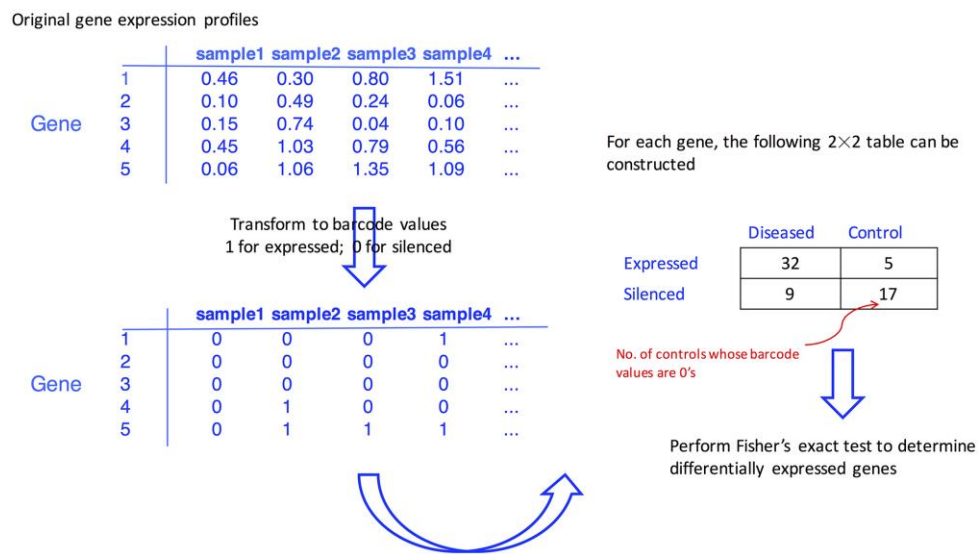 Original gene expression profiles
sample1 sample2 sample3 sample4 ...
1 0.46 0.30 0.80 1.51 ...
2 0.10 0.49 0.24 0.06 ...
Gene 3 0.15 0.74 0.04 0.10 ...
4 0.45 1.03 0.79 0.56 ...
5 0.06 1.06 1.35 1.09 ...
Transform to barcode values
1 for expressed; 0 for silenced
sample1 sample2 sample3 sample4 ...
1 0 0 0 1 ...
2 0 0 0 0 ...
Gene 3 0 0 0 0 ...
4 0 1 0 0 ...
5 0 1 1 1 ...
For each gene, the following 2×2 table can be
constructed
Diseased Control
Expressed 32 5
Silenced 9 17
No. of controls whose barcode
values are 0's
Perform Fisher's exact test to determine
differentially expressed genes